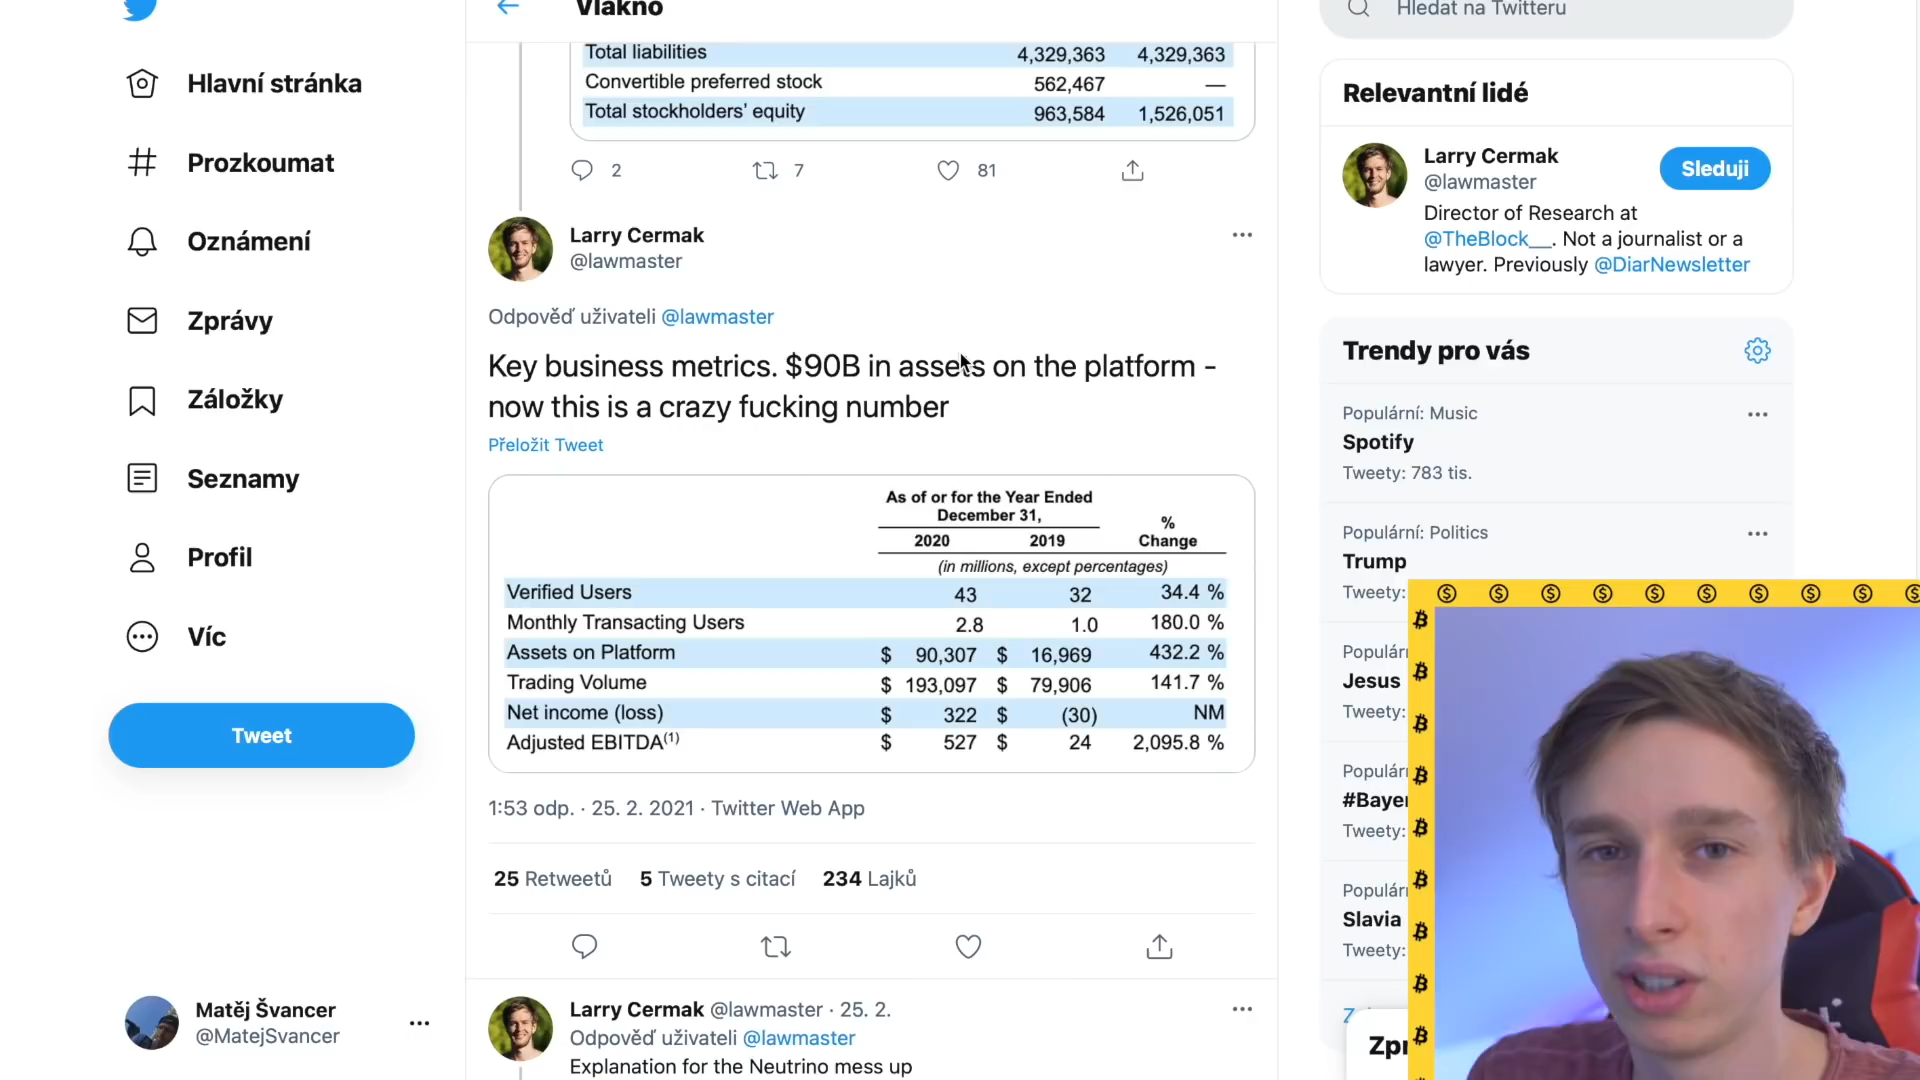 Vlákno
Hledat na Twitteru
Hlavní stránka
Prozkoumat
Oznámení
Zprávy
Záložky
Seznamy
Profil
Víc
Tweet
Matěj Švancer
@MatejSvancer
Total liabilities 4,329,363 4,329,363
Convertible preferred stock 562,467 —
Total stockholders' equity 963,584 1,526,051
2 7 81
Larry Cermak
@lawmaster
Odpověď uživateli @lawmaster
Key business metrics. $90B in assets on the platform -
now this is a crazy fucking number
Přeložit Tweet
As of or for the Year Ended
December 31,
%
2020 2019 Change
(in millions, except percentages)
Verified Users 43 32 34.4 %
Monthly Transacting Users 2.8 1.0 180.0 %
Assets on Platform $ 90,307 $ 16,969 432.2 %
Trading Volume $ 193,097 $ 79,906 141.7 %
Net income (loss) $ 322 $ (30) NM
Adjusted EBITDA(1) $ 527 $ 24 2,095.8 %
1:53 odp. · 25. 2. 2021 · Twitter Web App
25 Retweetů 5 Tweety s citací 234 Lajků
Larry Cermak @lawmaster · 25. 2.
Odpověď uživateli @lawmaster
Explanation for the Neutrino mess up
Relevantní lidé
Larry Cermak
@lawmaster
Sleduji
Director of Research at
@TheBlock__. Not a journalist or a
lawyer. Previously @DiarNewsletter
Trendy pro vás
Populární: Music
Spotify
Tweety: 783 tis.
Populární: Politics
Trump
Tweety:
Populár
Jesus
Tweety:
Populár
#Bayer
Tweety:
Populár
Slavia
Tweety:
Z
Zpr